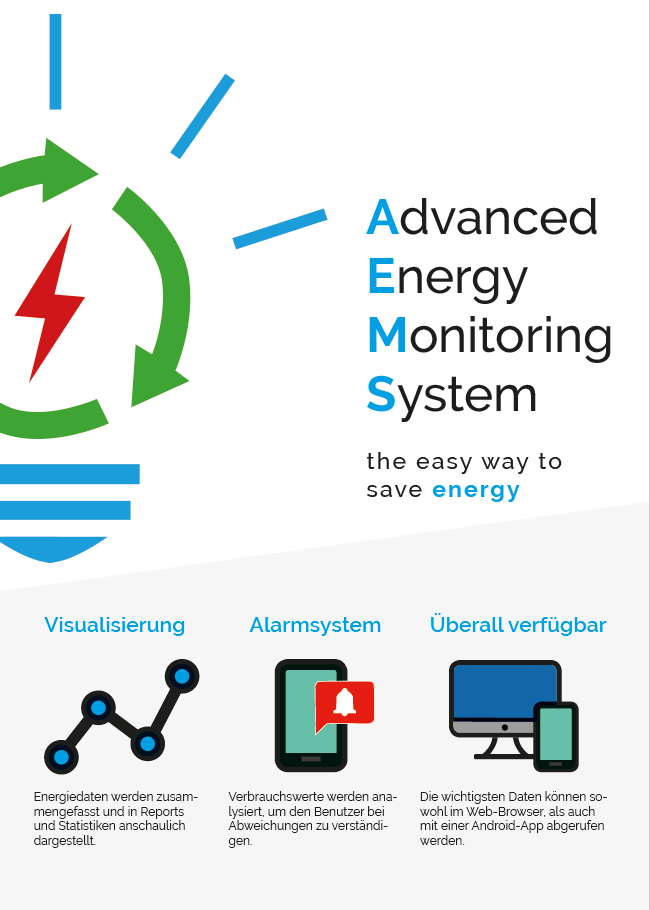 Advanced
Energy
Monitoring
System
the easy way to
save energy
Visualisierung
Energiedaten werden zusam-
mengefasst und in Reports
und Statistiken anschaulich
dargestellt.
Alarmsystem
Verbrauchswerte werden ana-
lysiert, um den Benutzer bei
Abweichungen zu verständi-
gen.
Überall verfügbar
Die wichtigsten Daten können so-
wohl im Web-Browser, als auch
mit einer Android-App abgerufen
werden.